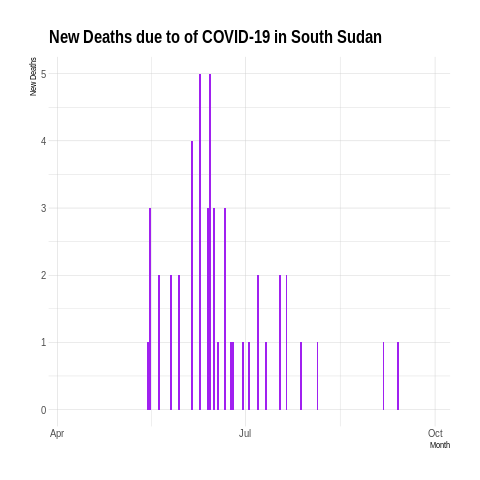 New Deaths due to of COVID-19 in South Sudan
New Deaths
5
4
3
2
1
0
Apr
Jul
Oct
Month